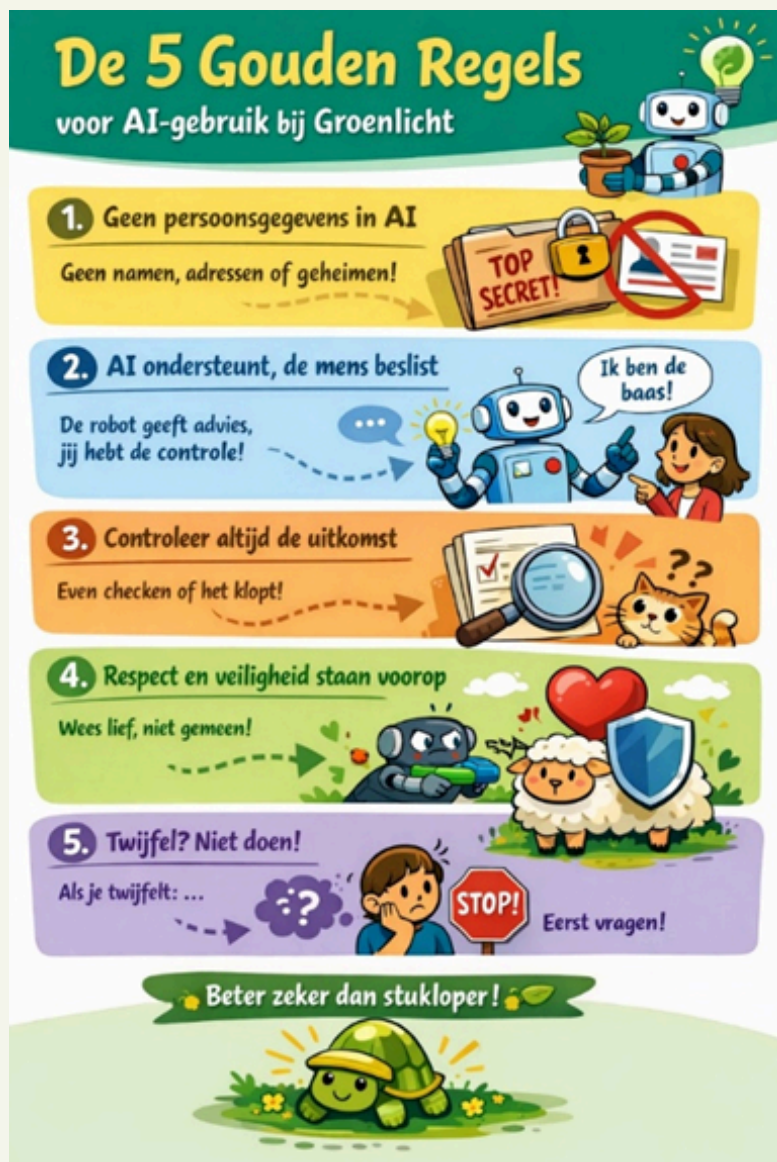 De 5 Gouden Regels
voor AI-gebruik bij Groenlicht
1. Geen persoonsgegevens in AI
Geen namen, adressen of geheimen!
TOP
SECRET!
2. AI ondersteunt, de mens beslist
De robot geeft advies,
jij hebt de controle!
Ik ben de
baas!
3. Controleer altijd de uitkomst
Even checken of het klopt!
??
4. Respect en veiligheid staan voorop
Wees lief, niet gemeen!
5. Twijfel? Niet doen!
Als je twijfelt: ...
?
STOP!
Eerst vragen!
Beter zeker dan stukloper!